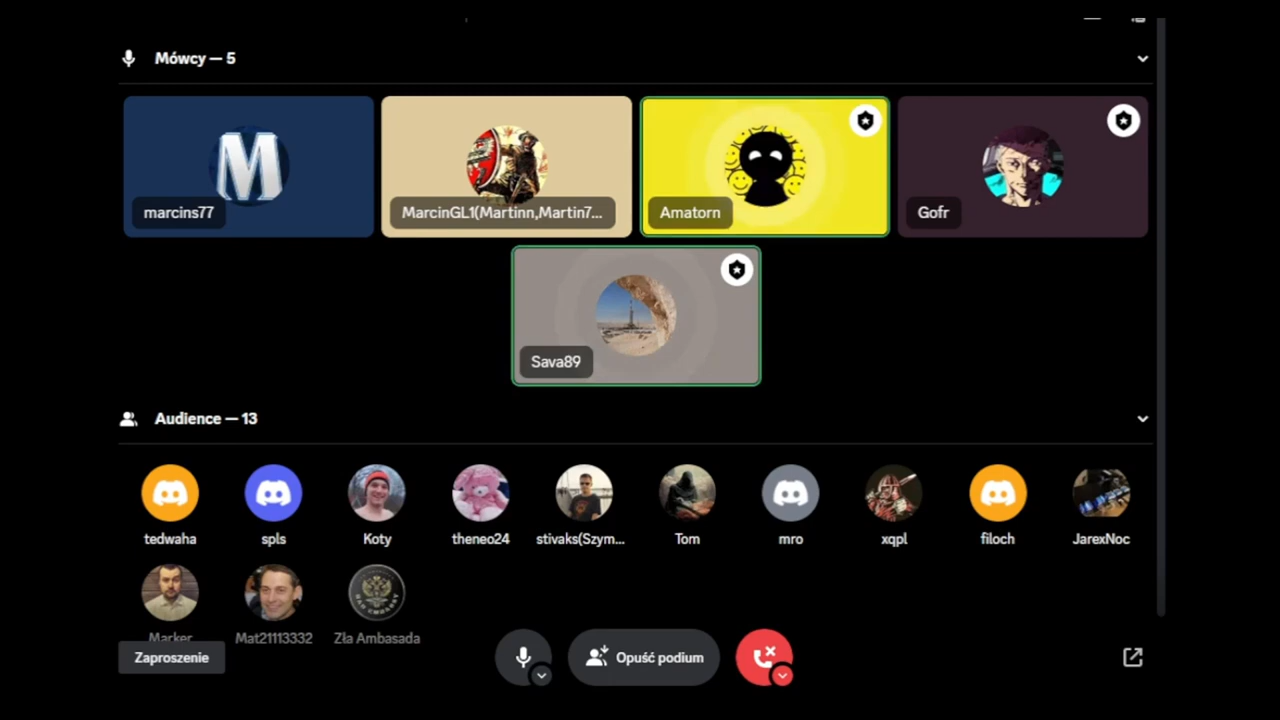 Mówcy — 5
M
marcins77
MarcinGL1(Martinn,Martin7...
Amatorn
Gofr
Sava89
Audience — 13
tedwaha
spls
Koty
theneo24
stivaks(Szym...
Tom
mro
xqpl
filoch
JarexNoc
Marker
Mat21113332
Zła Ambasada
Zaproszenie
Opuść podium